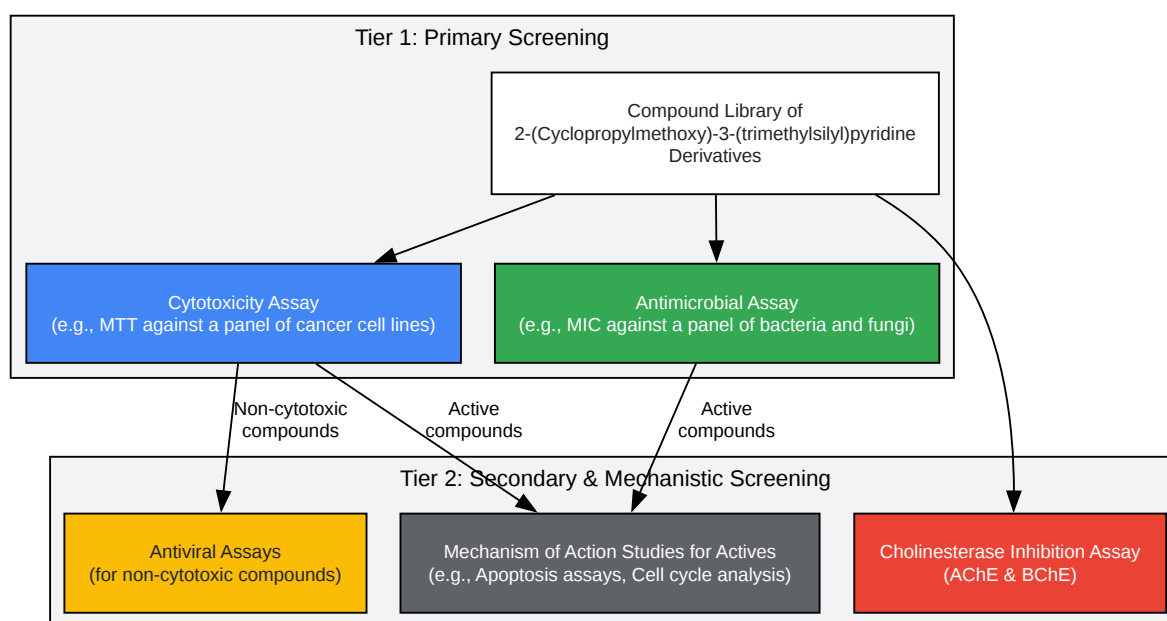 Tier 1: Primary Screening
Compound Library of
2-(Cyclopropylmethoxy)-3-(trimethylsilyl)pyridine
Derivatives
Cytotoxicity Assay
(e.g., MTT against a panel of cancer cell lines)
Antimicrobial Assay
(e.g., MIC against a panel of bacteria and fungi)
Non-cytotoxic
compounds
Active
compounds
Active
compounds
Tier 2: Secondary & Mechanistic Screening
Antiviral Assays
(for non-cytotoxic compounds)
Mechanism of Action Studies for Actives
(e.g., Apoptosis assays, Cell cycle analysis)
Cholinesterase Inhibition Assay
(AChE & BChE)